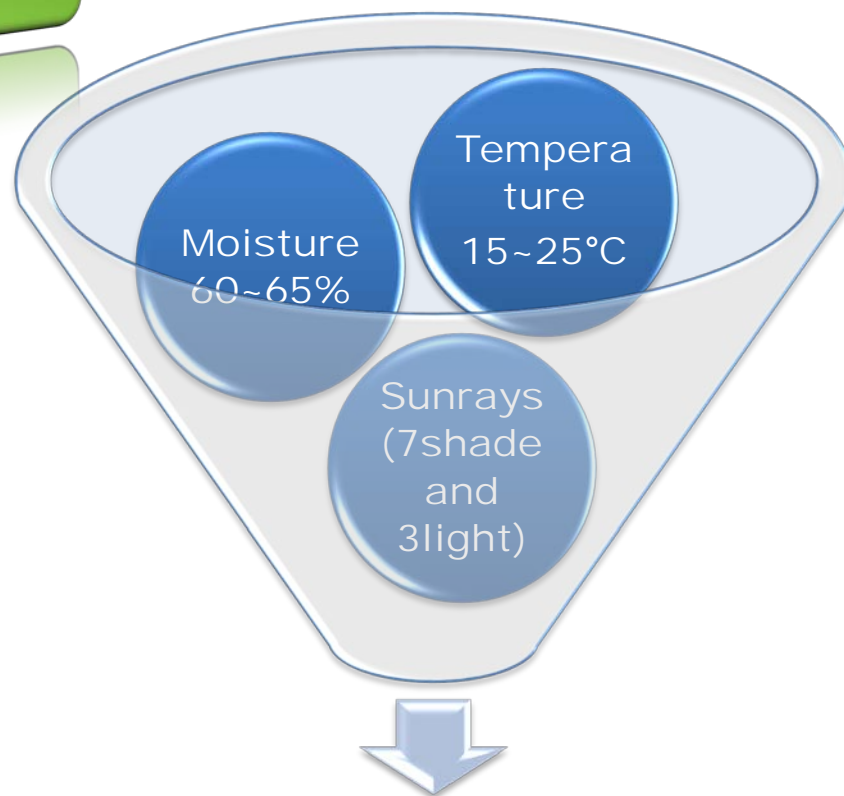 Tempera
ture
15~25°C
Moisture
60~65%
Sunrays
(7shade
and
3light)